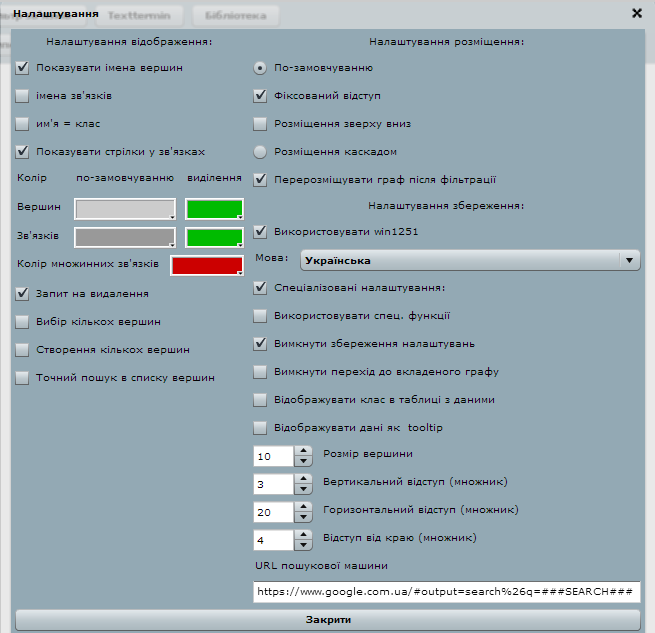 Налаштування
Texttermin
Бібліотека
Налаштування відображення:
Показувати імена вершин
імена зв'язків
им'я = клас
Показувати стрілки у зв'язках
Колір по-замовчуванню виділення
Вершин
Зв'язків
Колір множинних зв'язків
Запит на видалення
Вибір кількох вершин
Створення кількох вершин
Точний пошук в списку вершин
Налаштування розміщення:
По-замовчуванню
Фіксований відступ
Розміщення зверху вниз
Розміщення каскадом
Перерозміщувати граф після фільтрації
Налаштування збереження:
Використовувати win1251
Мова: Українська
Спеціалізовані налаштування:
Використовувати спец. функції
Вимкнути збереження налаштувань
Вимкнути перехід до вкладеного графу
Відображувати клас в таблиці з даними
Відображувати дані як tooltip
10 Розмір вершини
3 Вертикальний відступ (множник)
20 Горизонтальний відступ (множник)
4 Відступ від краю (множник)
URL пошукової машини
https://www.google.com.ua/#output=search%26q=###SEARCH###
Закрити